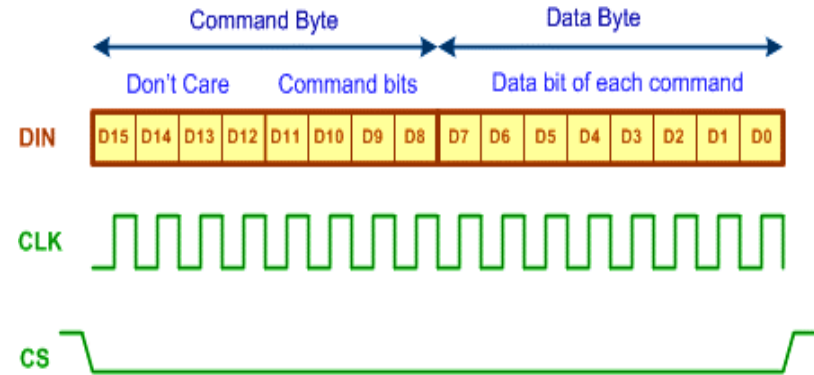 Command Byte Data Byte
Don't Care Command bits Data bit of each command
DIN D15 D14 D13 D12 D11 D10 D9 D8 D7 D6 D5 D4 D3 D2 D1 D0
CLK
CS